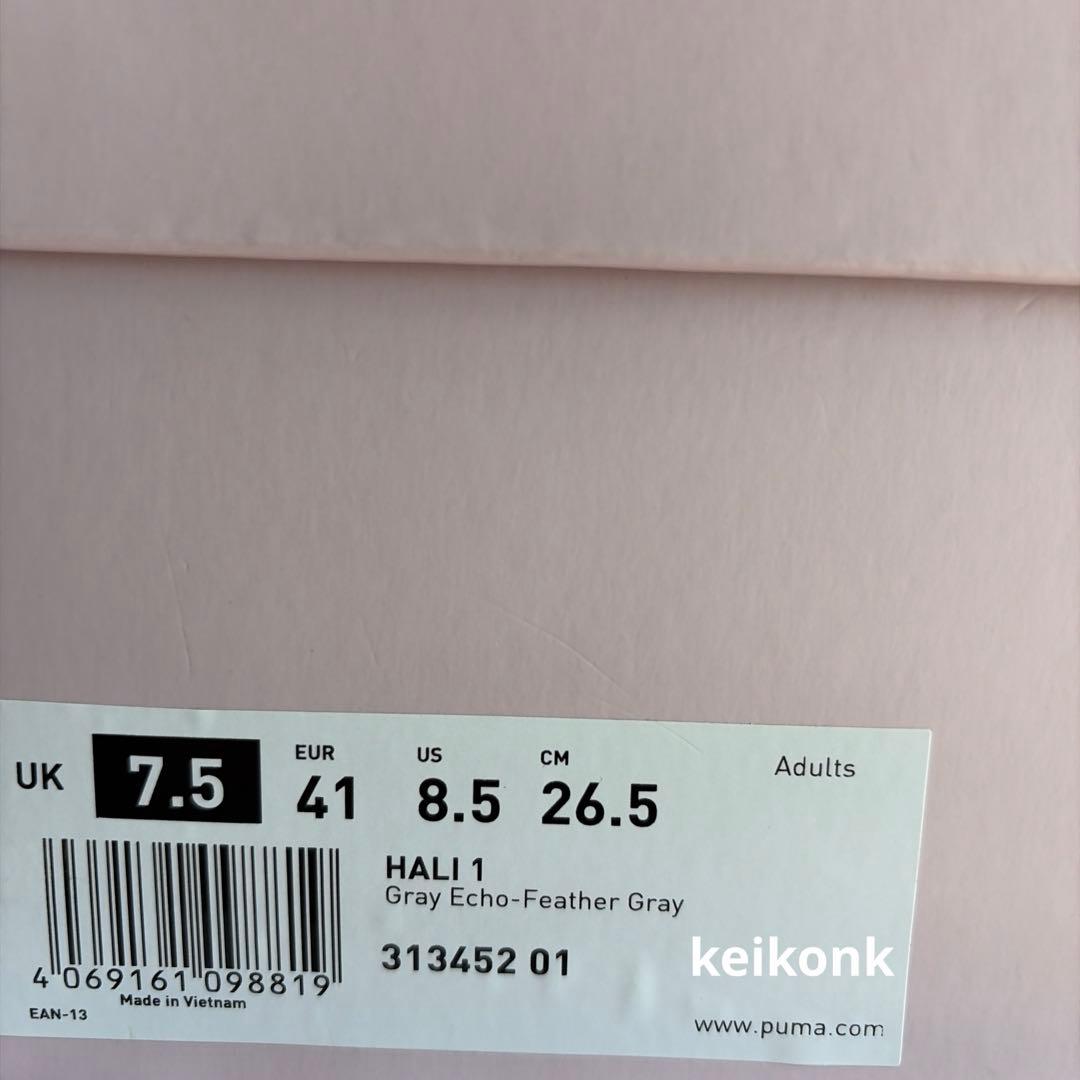 UK 7.5 EUR 41 US 8.5 CM 26.5 Adults
HALI 1
Gray Echo-Feather Gray
313452 01
4 069161 098819
Made in Vietnam
EAN-13
keikonk
www.puma.com